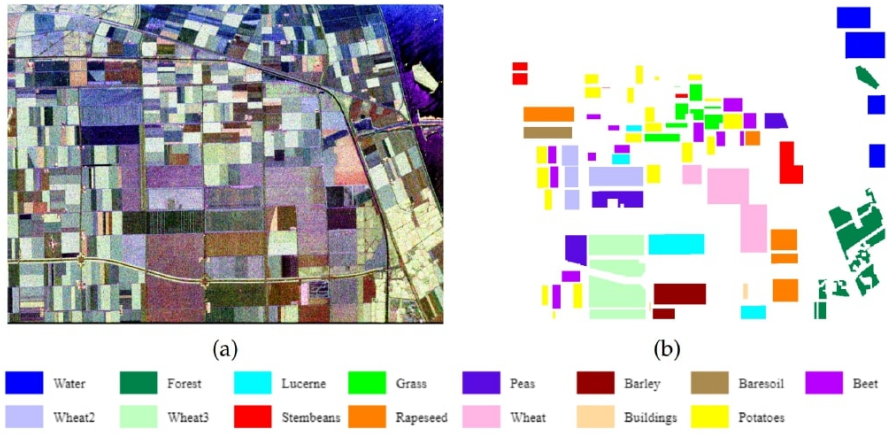 (a) (b)
Water Forest Lucerne Grass Peas Barley Baresoil Beet
Wheat2 Wheat3 Stembeans Rapeseed Wheat Buildings Potatoes